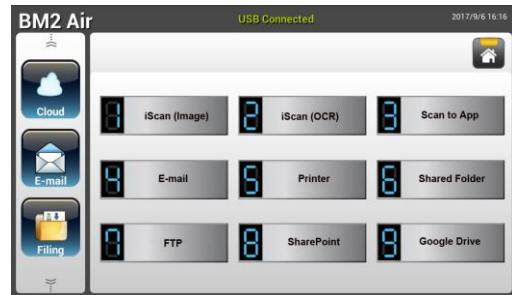 BM2 Air USB Connected 2017/9/6 16:16
Cloud
E-mail
Filing
1 iScan (Image) 2 iScan (OCR) 3 Scan to App
4 E-mail 5 Printer 6 Shared Folder
7 FTP 8 SharePoint 9 Google Drive